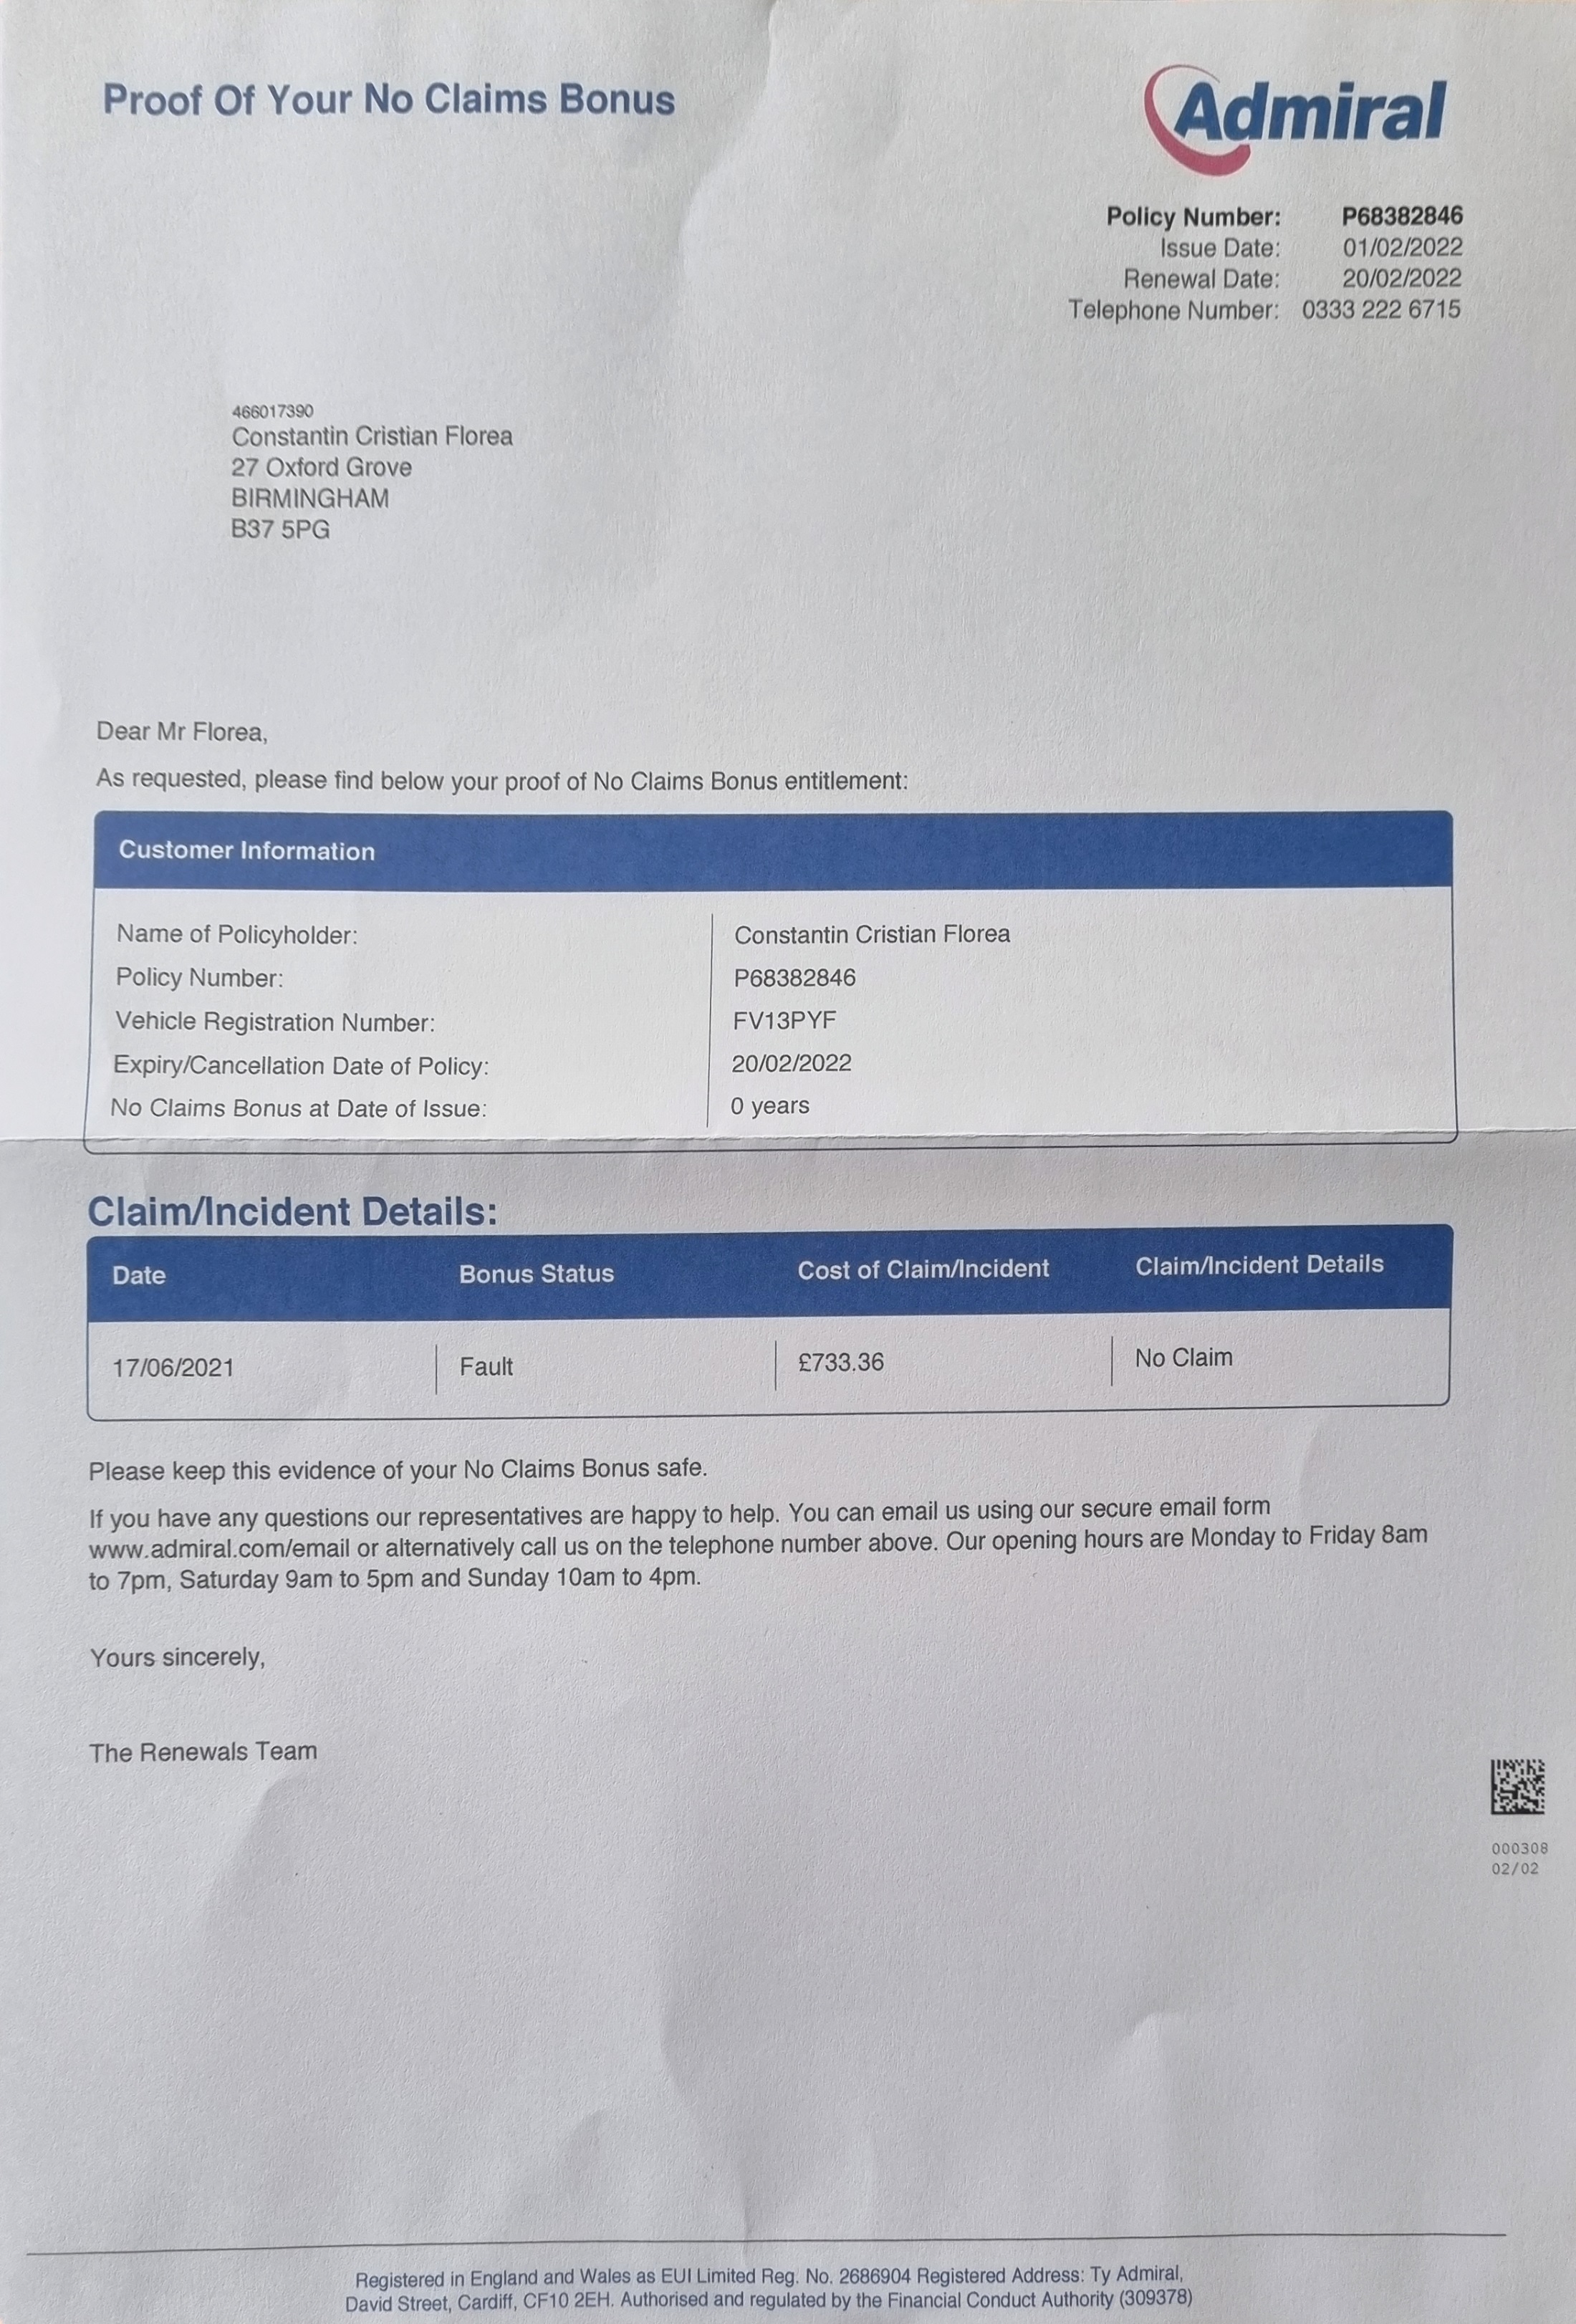 Proof Of Your No Claims Bonus
Admiral
Policy Number: P68382846
Issue Date: 01/02/2022
Renewal Date: 20/02/2022
Telephone Number: 0333 222 6715
466017390
Constantin Cristian Florea
27 Oxford Grove
BIRMINGHAM
B37 5PG
Dear Mr Florea,
As requested, please find below your proof of No Claims Bonus entitlement:
Customer Information
Name of Policyholder: Constantin Cristian Florea
Policy Number: P68382846
Vehicle Registration Number: FV13PYF
Expiry/Cancellation Date of Policy: 20/02/2022
No Claims Bonus at Date of Issue: 0 years
Claim/Incident Details:
Date Bonus Status Cost of Claim/Incident Claim/Incident Details
17/06/2021 Fault £733.36 No Claim
Please keep this evidence of your No Claims Bonus safe.
If you have any questions our representatives are happy to help. You can email us using our secure email form
www.admiral.com/email or alternatively call us on the telephone number above. Our opening hours are Monday to Friday 8am
to 7pm, Saturday 9am to 5pm and Sunday 10am to 4pm.
Yours sincerely,
The Renewals Team
000308
02/02
Registered in England and Wales as EUI Limited Reg. No. 2686904 Registered Address: Ty Admiral,
David Street, Cardiff, CF10 2EH. Authorised and regulated by the Financial Conduct Authority (309378)